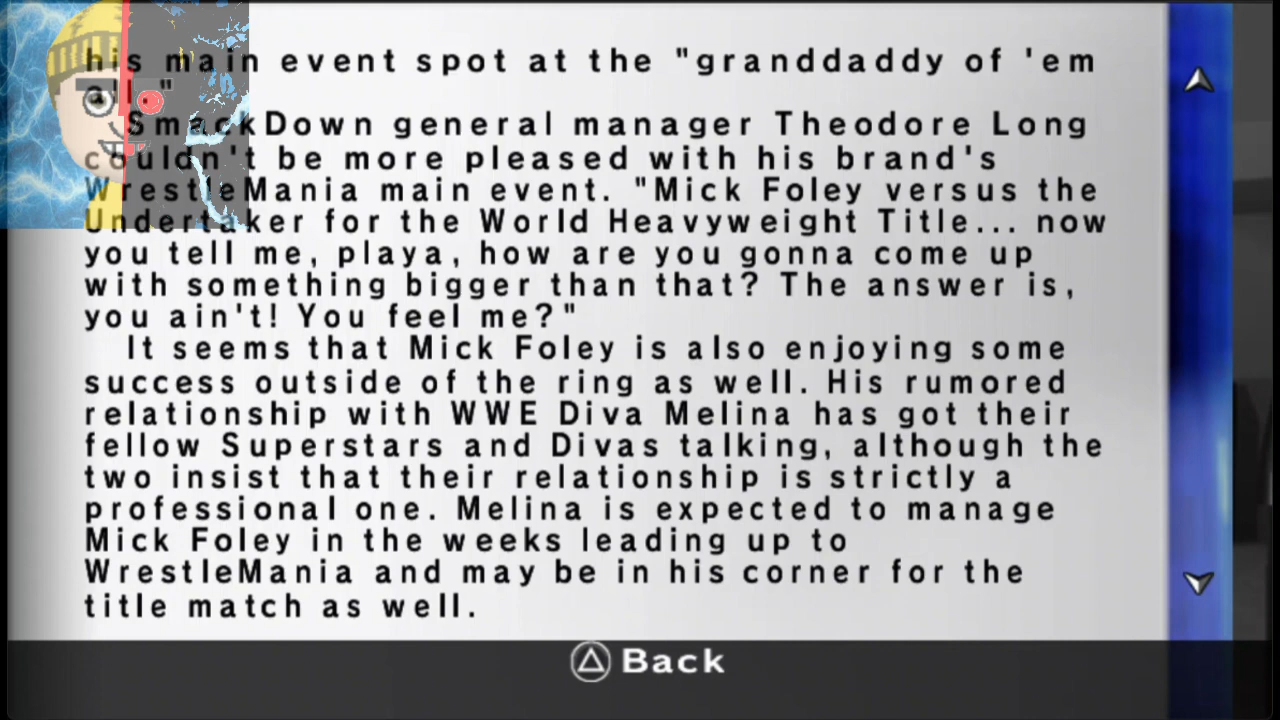 his main event spot at the "granddaddy of 'em
all."
SmackDown general manager Theodore Long
couldn't be more pleased with his brand's
WrestleMania main event. "Mick Foley versus the
Undertaker for the World Heavyweight Title... now
you tell me, playa, how are you gonna come up
with something bigger than that? The answer is,
you ain't! You feel me?"
It seems that Mick Foley is also enjoying some
success outside of the ring as well. His rumored
relationship with WWE Diva Melina has got their
fellow Superstars and Divas talking, although the
two insist that their relationship is strictly a
professional one. Melina is expected to manage
Mick Foley in the weeks leading up to
WrestleMania and may be in his corner for the
title match as well.
Back